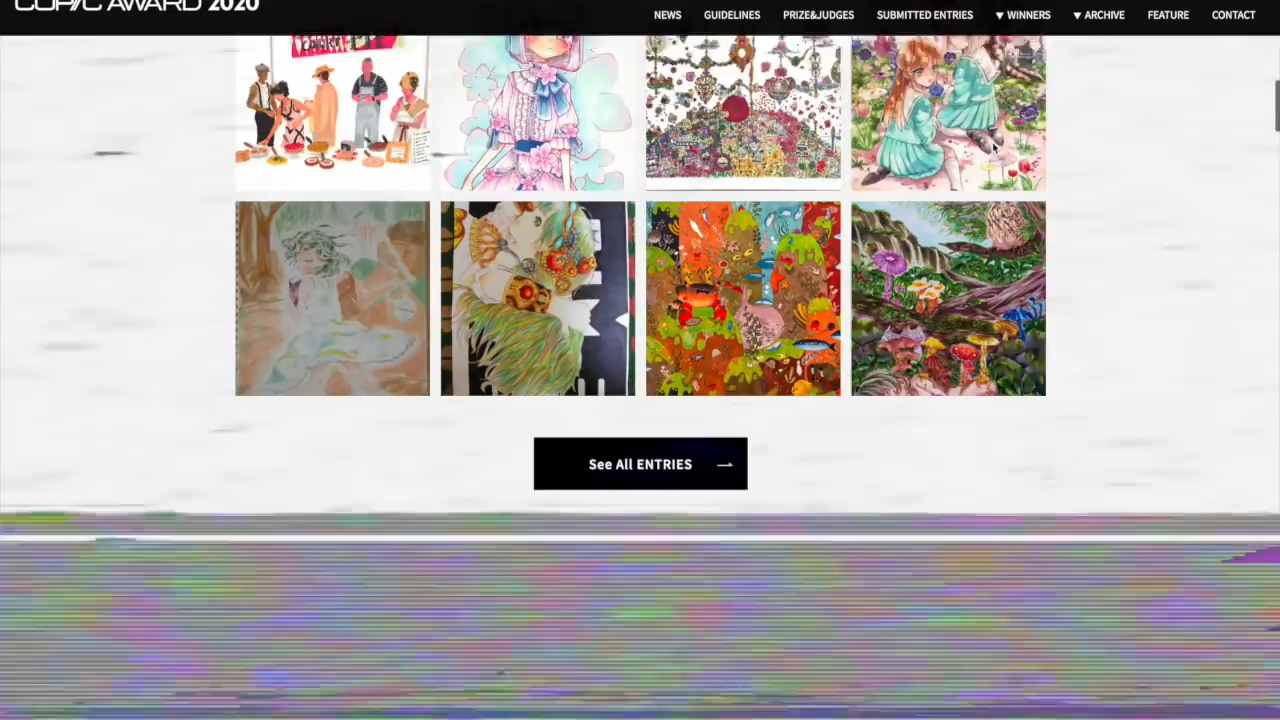 COPIC AWARD 2020
NEWS GUIDELINES PRIZE&JUDGES SUBMITTED ENTRIES ▼ WINNERS ▼ ARCHIVE FEATURE CONTACT
See All ENTRIES